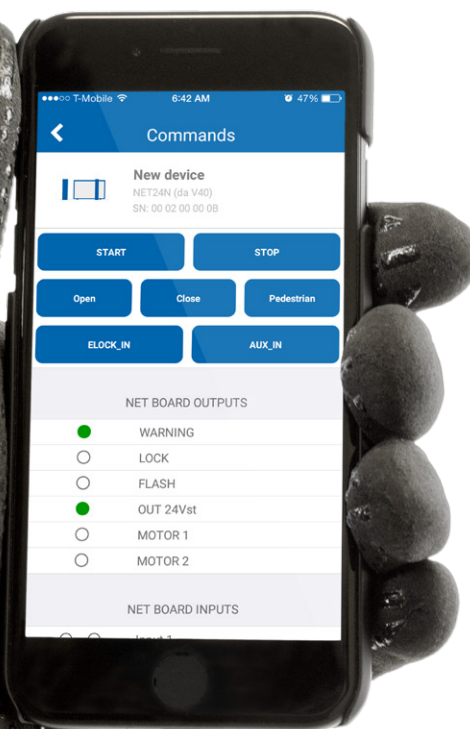 T-Mobile 6:42 AM 47%
Commands
New device
NET24N (da V40)
SN: 00 02 00 00 0B
START STOP
Open Close Pedestrian
ELOCK_IN AUX_IN
NET BOARD OUTPUTS
WARNING
LOCK
FLASH
OUT 24Vst
MOTOR 1
MOTOR 2
NET BOARD INPUTS
Input 1